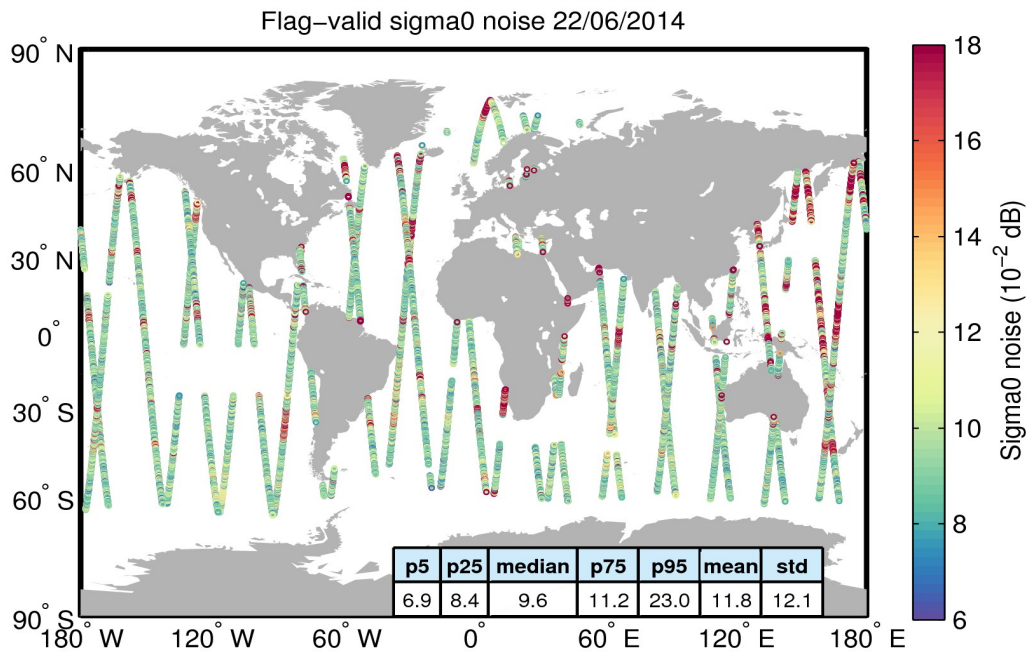 Flag−valid sigma0 noise 22/06/2014
90° N
60° N
30° N
0°
30° S
60° S
90° S
180° W
120° W
60° W
0°
60° E
120° E
180° E
p5 p25 median p75 p95 mean std
6.9 8.4 9.6 11.2 23.0 11.8 12.1
18
16
14
12
10
8
6
Sigma0 noise (10⁻² dB)